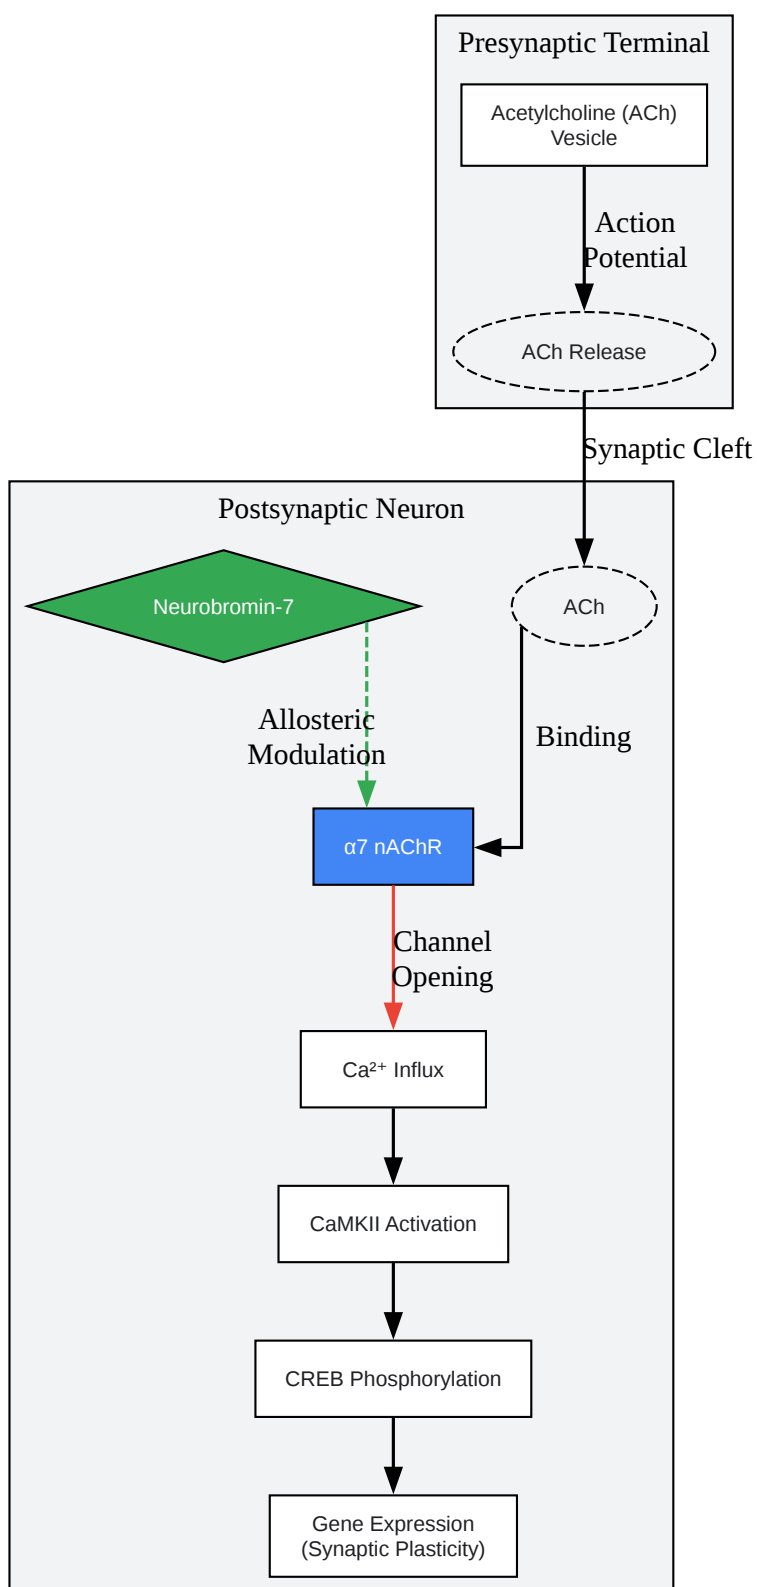 Presynaptic Terminal
Acetylcholine (ACh)
Vesicle
Action
Potential
ACh Release
Synaptic Cleft
Postsynaptic Neuron
Neurobromin-7
ACh
Allosteric
Modulation
Binding
α7 nAChR
Channel
Opening
Ca²⁺ Influx
CaMKII Activation
CREB Phosphorylation
Gene Expression
(Synaptic Plasticity)